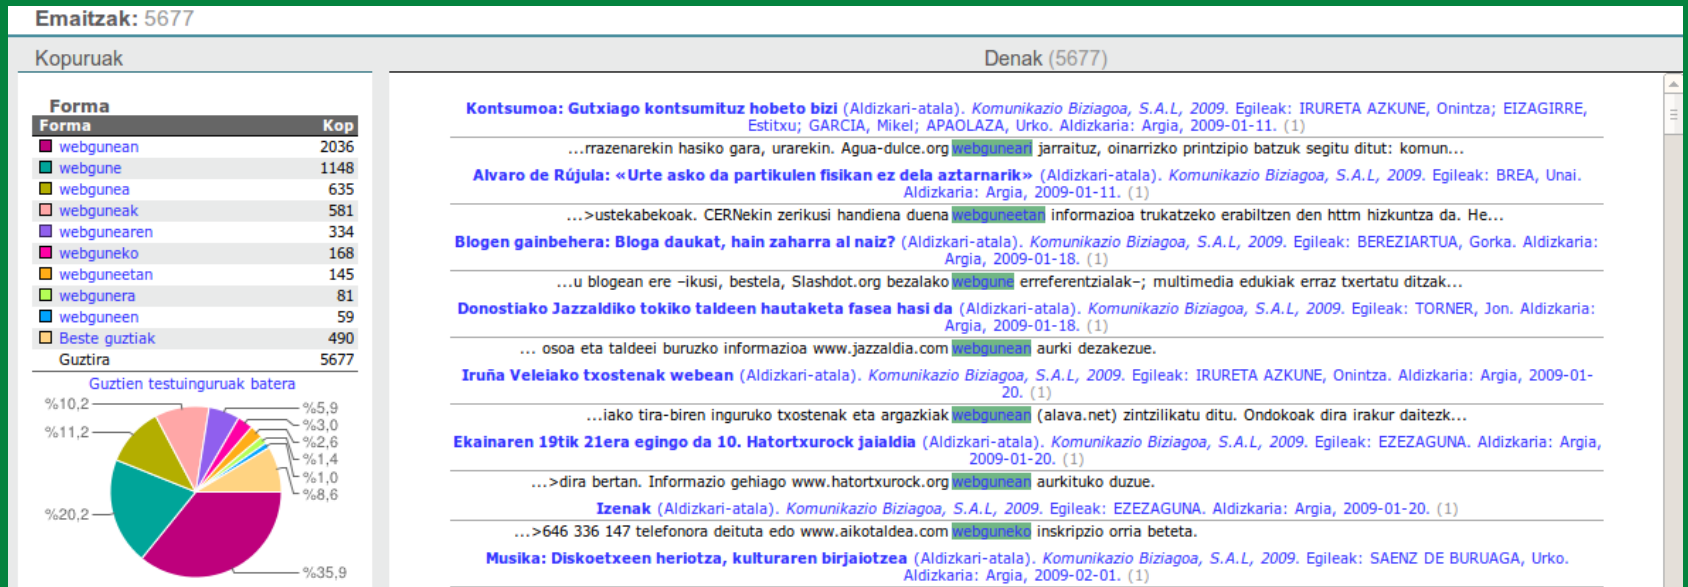 Emaitzak: 5677
Kopuruak
Forma
Forma Kop
webgunean 2036
webgune 1148
webgunea 635
webguneak 581
webgunearen 334
webguneko 168
webguneetan 145
webgunera 81
webguneen 59
Beste guztiak 490
Guztira 5677
Guztien testuinguruak batera
%10,2
%11,2
%20,2
%5,9
%3,0
%2,6
%1,4
%1,0
%8,6
%35,9
Denak (5677)
Kontsumoa: Gutxiago kontsumituz hobeto bizi (Aldizkari-atala). Komunikazio Biziagoa, S.A.L, 2009. Egileak: IRURETA AZKUNE, Onintza; EIZAGIRRE,
Estitxu; GARCIA, Mikel; APAOLAZA, Urko. Aldizkaria: Argia, 2009-01-11. (1)
...rrazenarekin hasiko gara, urarekin. Agua-dulce.org webguneari jarraituz, oinarrizko printzipio batzuk segitu ditut: komun...
Alvaro de Rújula: «Urte asko da partikulen fisikan ez dela aztarnarik» (Aldizkari-atala). Komunikazio Biziagoa, S.A.L, 2009. Egileak: BREA, Unai.
Aldizkaria: Argia, 2009-01-11. (1)
...>ustekabekoak. CERNekin zerikusi handiena duena webguneetan informazioa trukatzeko erabiltzen den httm hizkuntza da. He...
Blogen gainbehera: Bloga daukat, hain zaharra al naiz? (Aldizkari-atala). Komunikazio Biziagoa, S.A.L, 2009. Egileak: BEREZIARTUA, Gorka. Aldizkaria:
Argia, 2009-01-18. (1)
...u blogean ere –ikusi, bestela, Slashdot.org bezalako webgune erreferentzialak–; multimedia edukiak erraz txertatu ditzak...
Donostiako Jazzaldiko tokiko taldeen hautaketa fasea hasi da (Aldizkari-atala). Komunikazio Biziagoa, S.A.L, 2009. Egileak: TORNER, Jon. Aldizkaria:
Argia, 2009-01-18. (1)
... osoa eta taldeei buruzko informazioa www.jazzaldia.com webgunean aurki dezakezue.
Iruña Veleiako txostenak webean (Aldizkari-atala). Komunikazio Biziagoa, S.A.L, 2009. Egileak: IRURETA AZKUNE, Onintza. Aldizkaria: Argia, 2009-01-
20. (1)
...iako tira-biren inguruko txostenak eta argazkiak webgunean (alava.net) zintzilikatu ditu. Ondokoak dira irakur daitezk...
Ekainaren 19tik 21era egingo da 10. Hatortxurock jaialdia (Aldizkari-atala). Komunikazio Biziagoa, S.A.L, 2009. Egileak: EZEZAGUNA. Aldizkaria: Argia,
2009-01-20. (1)
...>dira bertan. Informazio gehiago www.hatortxurock.org webgunean aurkituko duzue.
Izenak (Aldizkari-atala). Komunikazio Biziagoa, S.A.L, 2009. Egileak: EZEZAGUNA. Aldizkaria: Argia, 2009-01-20. (1)
...>646 336 147 telefonora deituta edo www.aikotaldea.com webguneko inskripzio orria beteta.
Musika: Diskoetxeen heriotza, kulturaren birjaiotzea (Aldizkari-atala). Komunikazio Biziagoa, S.A.L, 2009. Egileak: SAENZ DE BURUAGA, Urko.
Aldizkaria: Argia, 2009-02-01. (1)